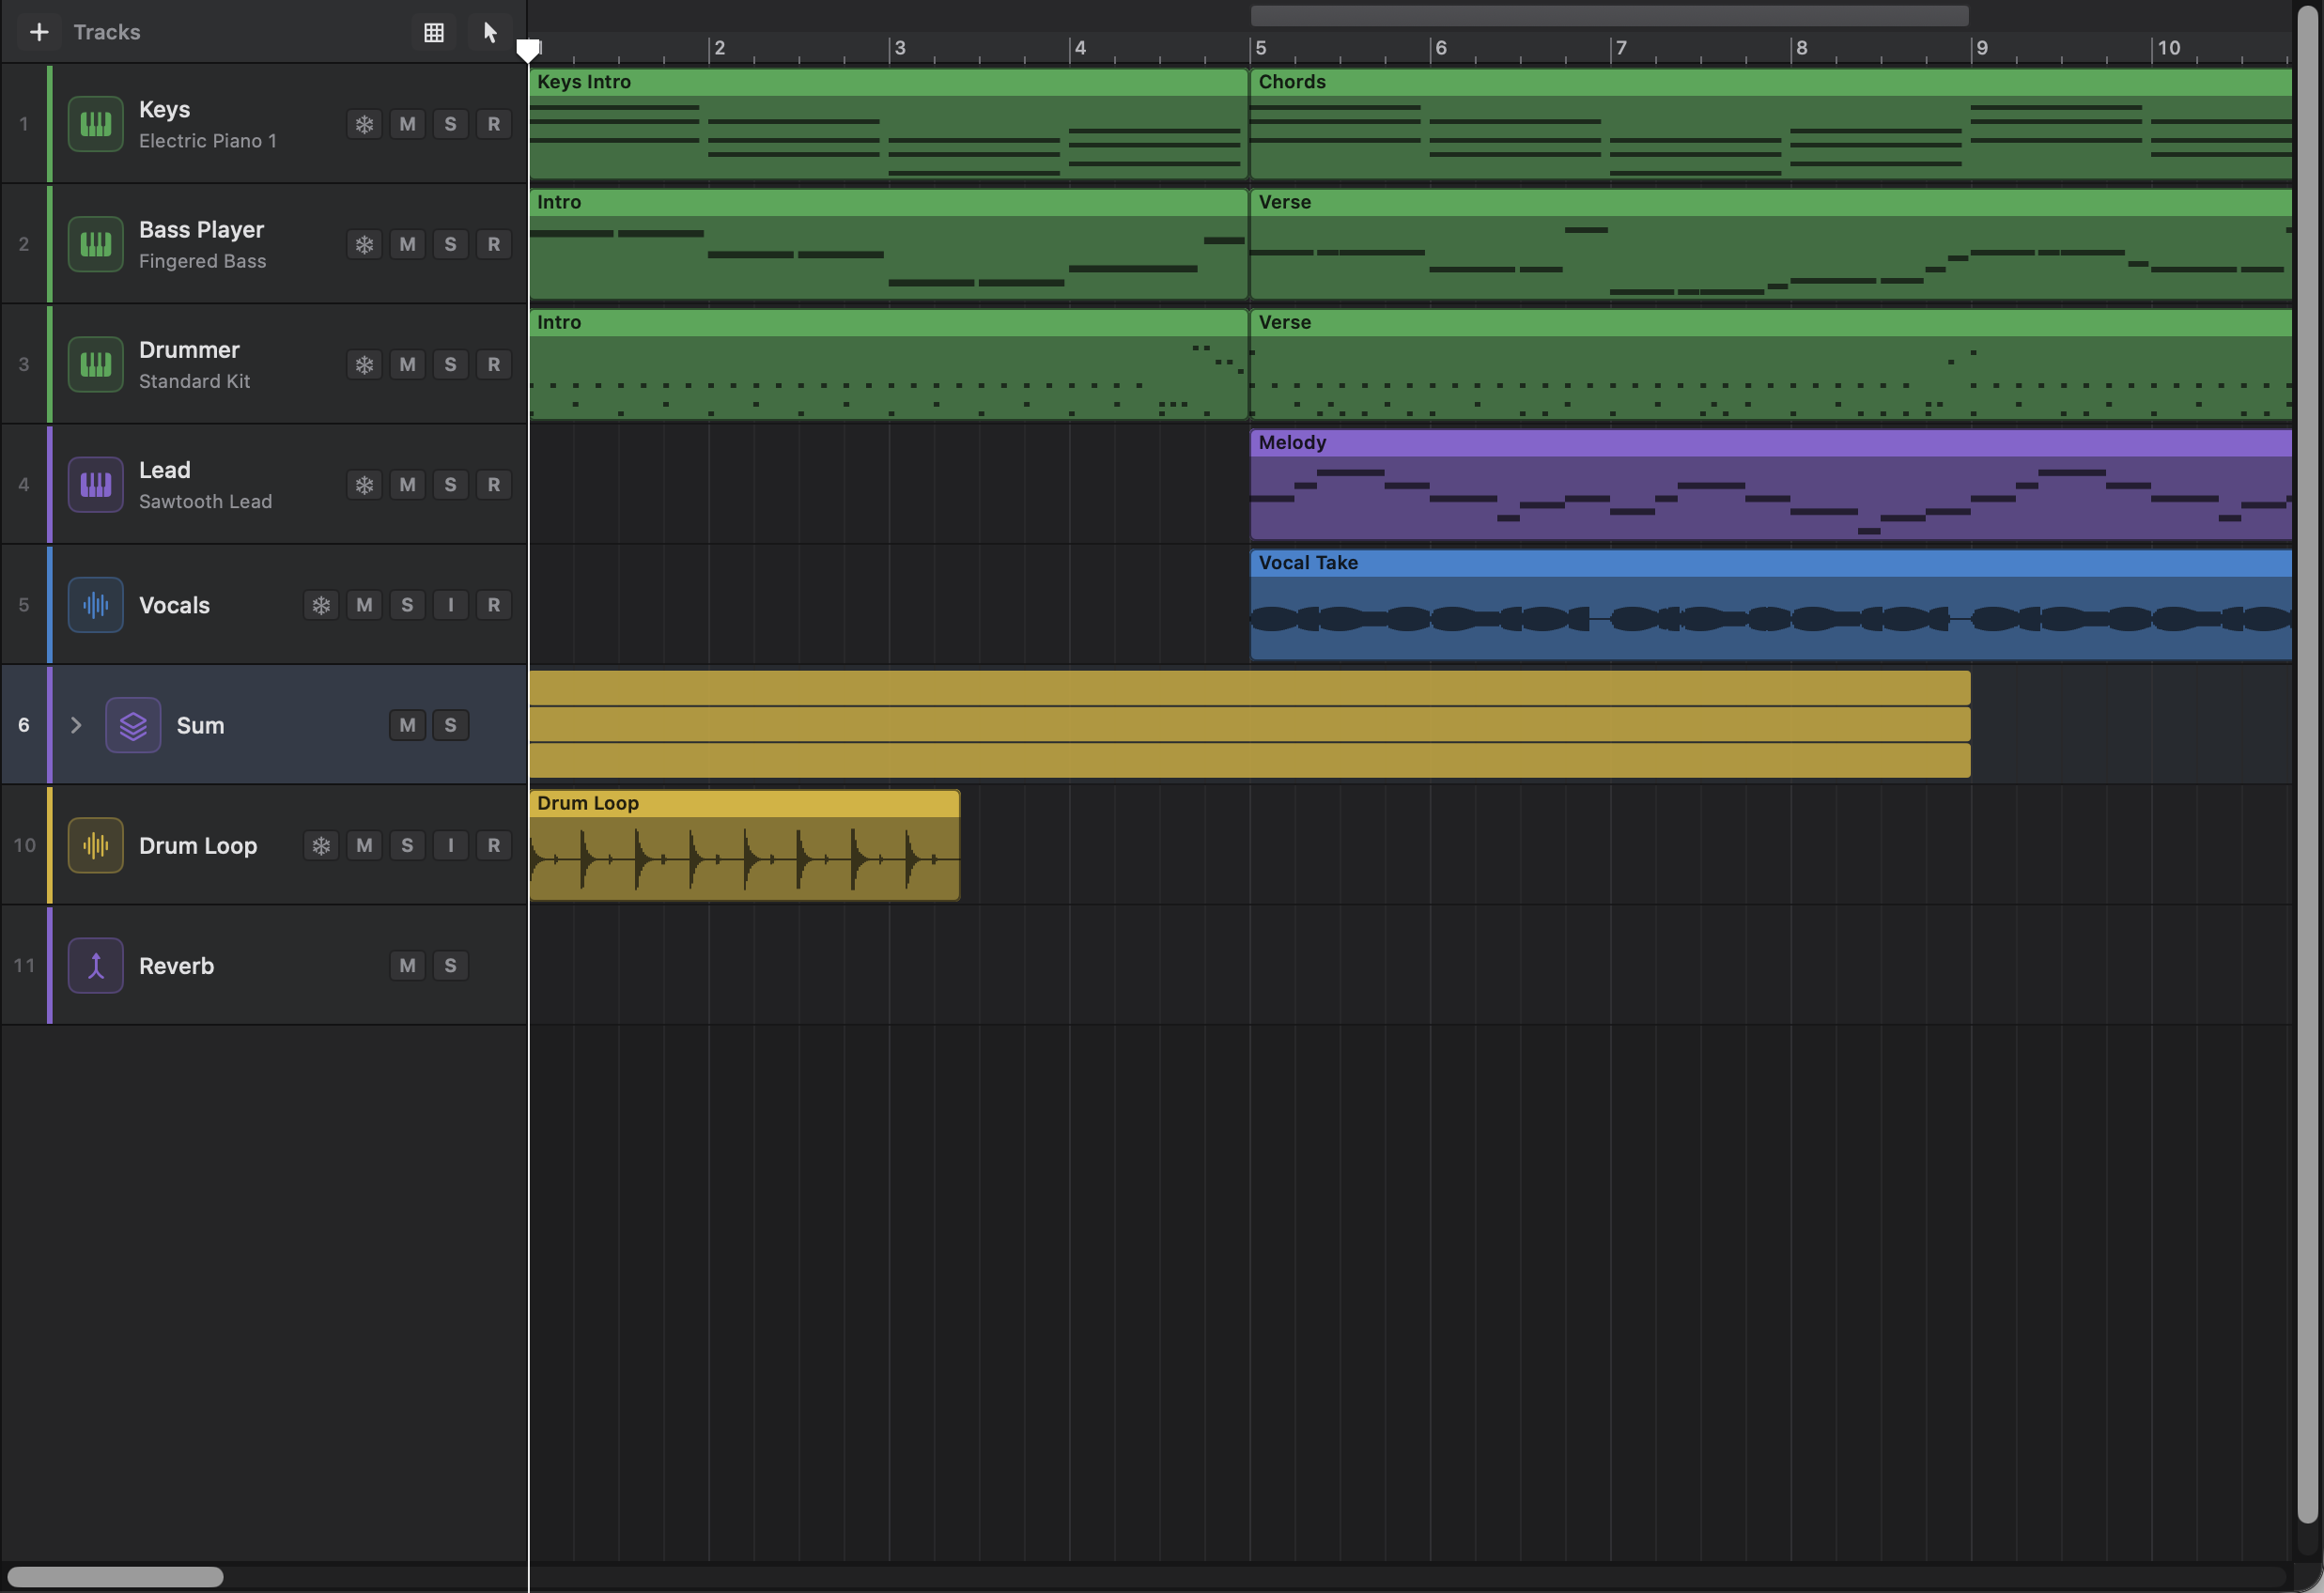 Tracks
2 3 4 5 6 7 8 9 10
1
Keys
Electric Piano 1
M S R
Keys Intro
Chords
2
Bass Player
Fingered Bass
M S R
Intro
Verse
3
Drummer
Standard Kit
M S R
Intro
Verse
4
Lead
Sawtooth Lead
M S R
Melody
5
Vocals
M S I R
Vocal Take
6
Sum
M S
10
Drum Loop
M S I R
Drum Loop
11
Reverb
M S